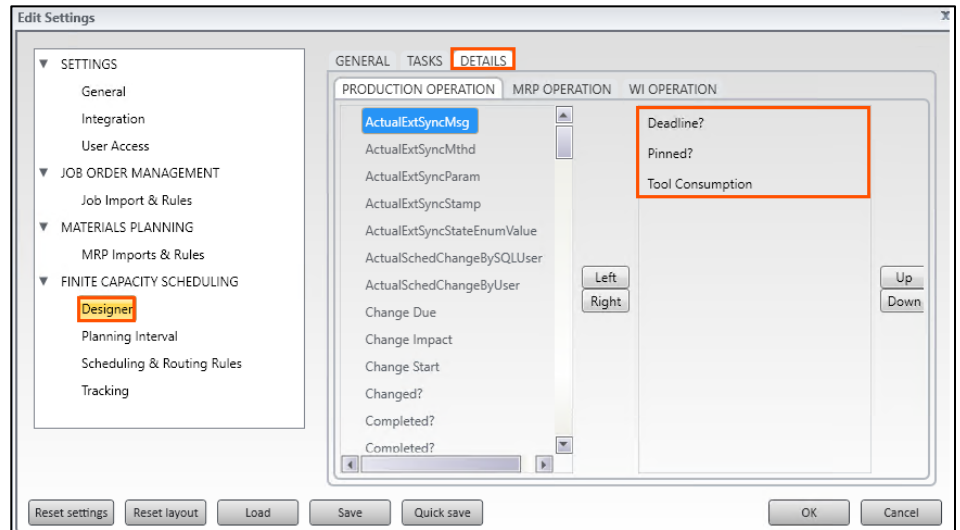 Edit Settings
x
SETTINGS
General
Integration
User Access
JOB ORDER MANAGEMENT
Job Import & Rules
MATERIALS PLANNING
MRP Imports & Rules
FINITE CAPACITY SCHEDULING
Designer
Planning Interval
Scheduling & Routing Rules
Tracking
GENERAL TASKS DETAILS
PRODUCTION OPERATION MRP OPERATION WI OPERATION
ActualExtSyncMsg
ActualExtSyncMthd
ActualExtSyncParam
ActualExtSyncStamp
ActualExtSyncStateEnumValue
ActualSchedChangeBySQLUser
ActualSchedChangeByUser
Change Due
Change Impact
Change Start
Changed?
Completed?
Completed?
Left
Right
Deadline?
Pinned?
Tool Consumption
Up
Down
Reset settings Reset layout Load Save Quick save OK Cancel